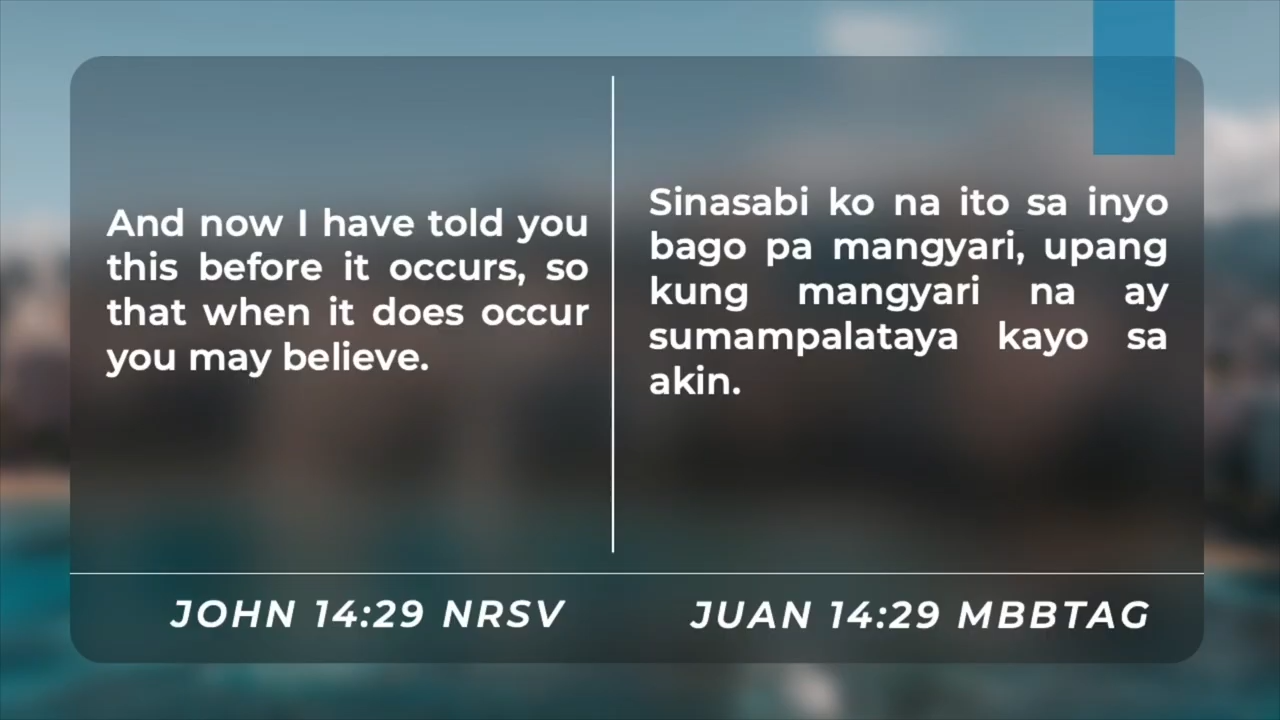 And now I have told you
this before it occurs, so
that when it does occur
you may believe.
Sinasabi ko na ito sa inyo
bago pa mangyari, upang
kung mangyari na ay
sumampalataya kayo sa
akin.
JOHN 14:29 NRSV
JUAN 14:29 MBBTAG